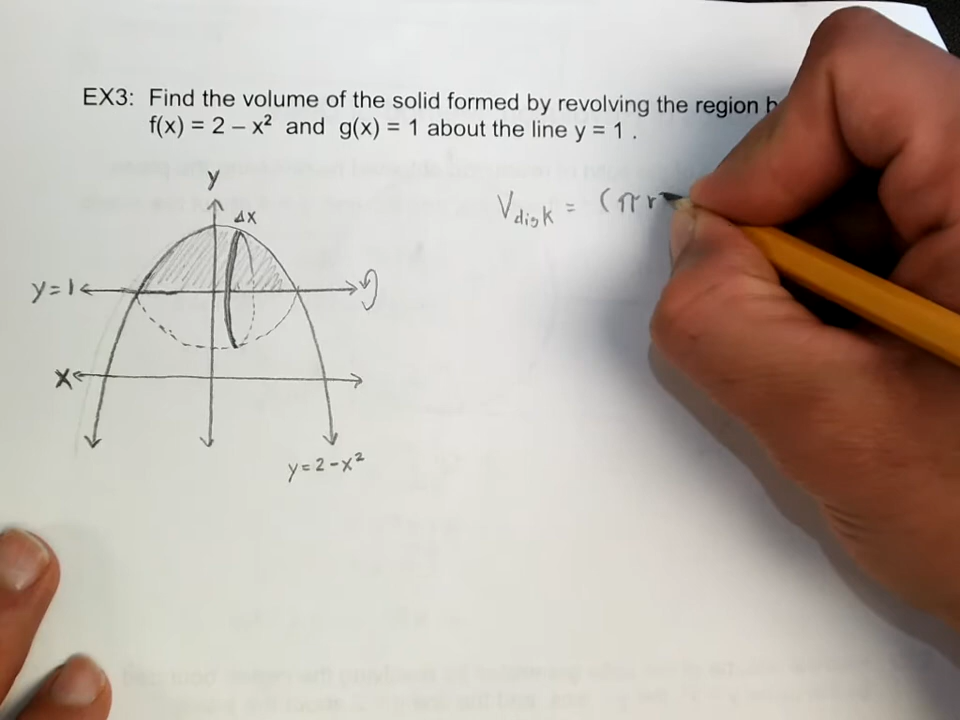 EX3: Find the volume of the solid formed by revolving the region
f(x) = 2 – x² and g(x) = 1 about the line y = 1 .
y
Δx
V disk = (πr
y=1
x
y=2-x²